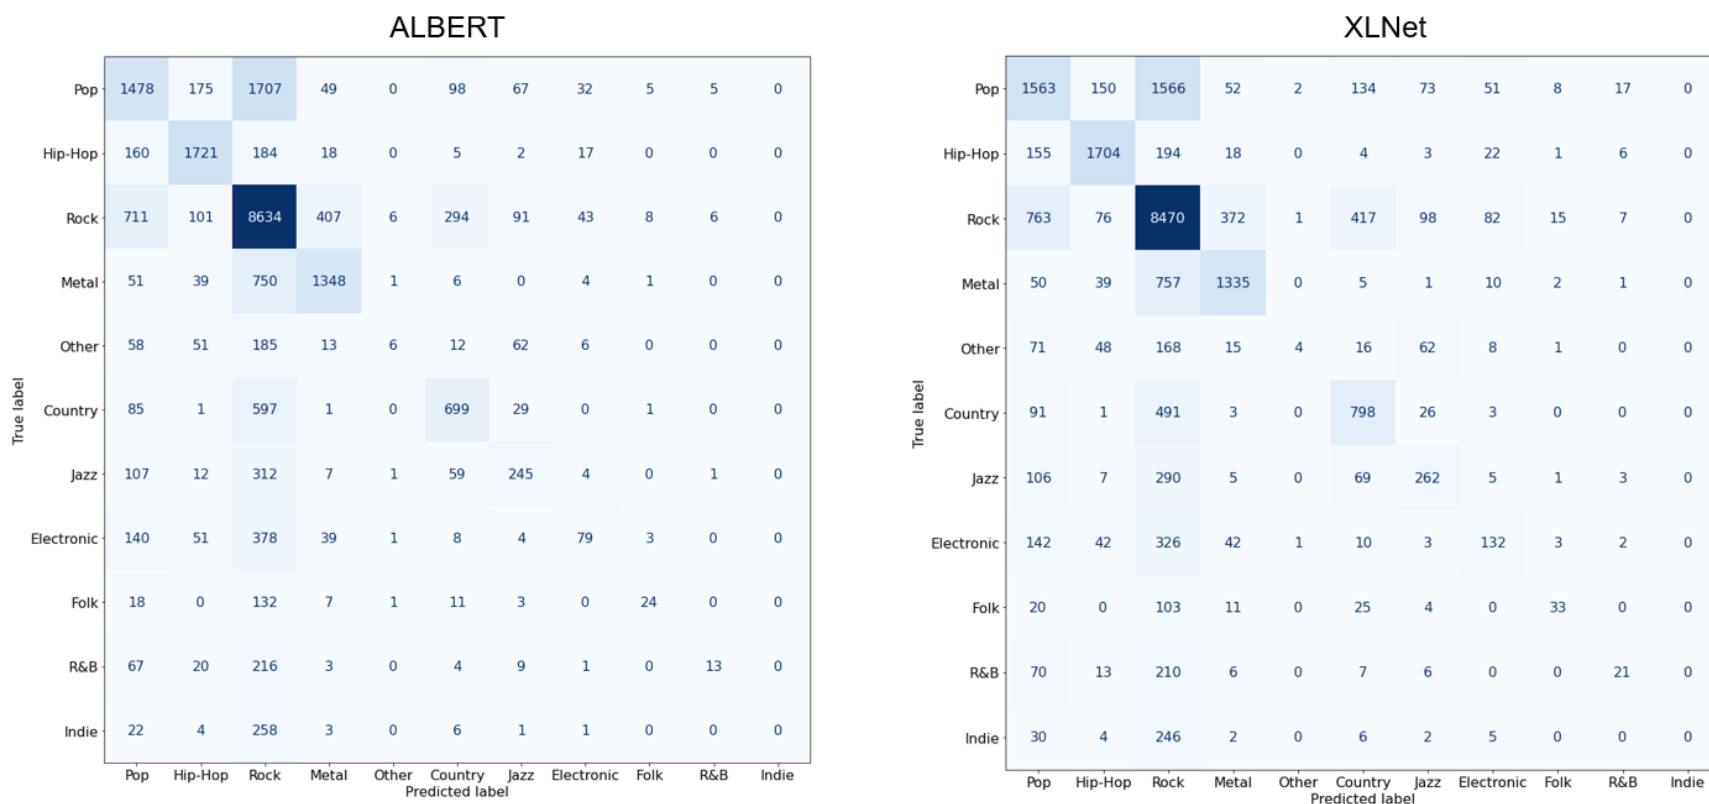 ALBERT
Pop 1478 175 1707 49 0 98 67 32 5 5 0
Hip-Hop 160 1721 184 18 0 5 2 17 0 0 0
Rock 711 101 8634 407 6 294 91 43 8 6 0
Metal 51 39 750 1348 1 6 0 4 1 0 0
Other 58 51 185 13 6 12 62 6 0 0 0
Country 85 1 597 1 0 699 29 0 1 0 0
Jazz 107 12 312 7 1 59 245 4 0 1 0
Electronic 140 51 378 39 1 8 4 79 3 0 0
Folk 18 0 132 7 1 11 3 0 24 0 0
R&B 67 20 216 3 0 4 9 1 0 13 0
Indie 22 4 258 3 0 6 1 1 0 0 0
Pop Hip-Hop Rock Metal Other Country Jazz Electronic Folk R&B Indie
Predicted label
True label
XLNet
Pop 1563 150 1566 52 2 134 73 51 8 17 0
Hip-Hop 155 1704 194 18 0 4 3 22 1 6 0
Rock 763 76 8470 372 1 417 98 82 15 7 0
Metal 50 39 757 1335 0 5 1 10 2 1 0
Other 71 48 168 15 4 16 62 8 1 0 0
Country 91 1 491 3 0 798 26 3 0 0 0
Jazz 106 7 290 5 0 69 262 5 1 3 0
Electronic 142 42 326 42 1 10 3 132 3 2 0
Folk 20 0 103 11 0 25 4 0 33 0 0
R&B 70 13 210 6 0 7 6 0 0 21 0
Indie 30 4 246 2 0 6 2 5 0 0 0
Pop Hip-Hop Rock Metal Other Country Jazz Electronic Folk R&B Indie
Predicted label
True label